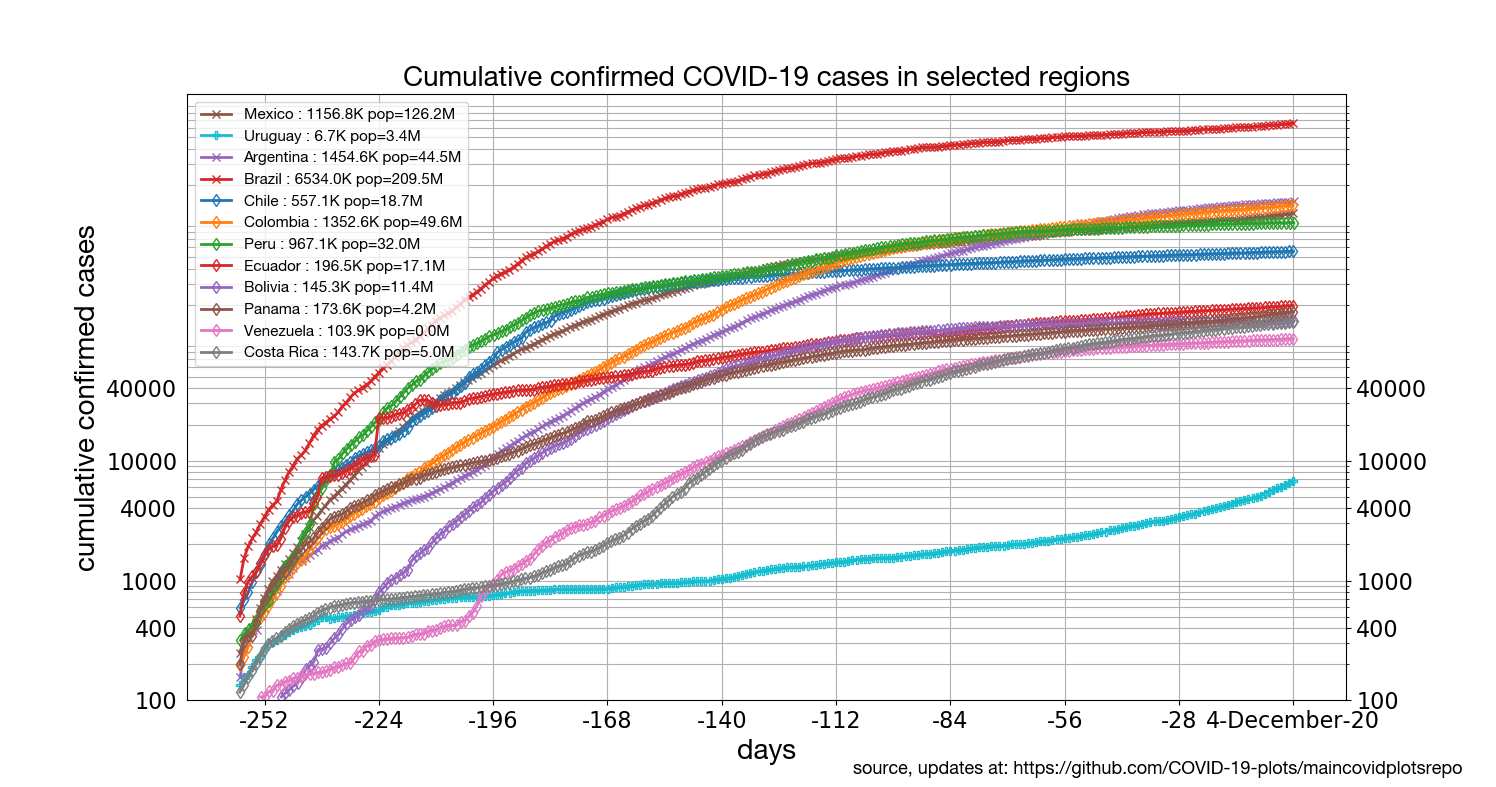 Cumulative confirmed COVID-19 cases in selected regions
Mexico : 1156.8K pop=126.2M
Uruguay : 6.7K pop=3.4M
Argentina : 1454.6K pop=44.5M
Brazil : 6534.0K pop=209.5M
Chile : 557.1K pop=18.7M
Colombia : 1352.6K pop=49.6M
Peru : 967.1K pop=32.0M
Ecuador : 196.5K pop=17.1M
Bolivia : 145.3K pop=11.4M
Panama : 173.6K pop=4.2M
Venezuela : 103.9K pop=0.0M
Costa Rica : 143.7K pop=5.0M
cumulative confirmed cases
40000
10000
4000
1000
400
100
40000
10000
4000
1000
400
100
-252 -224 -196 -168 -140 -112 -84 -56 -28 4-December-20
days
source, updates at: https://github.com/COVID-19-plots/maincovidplotsrepo